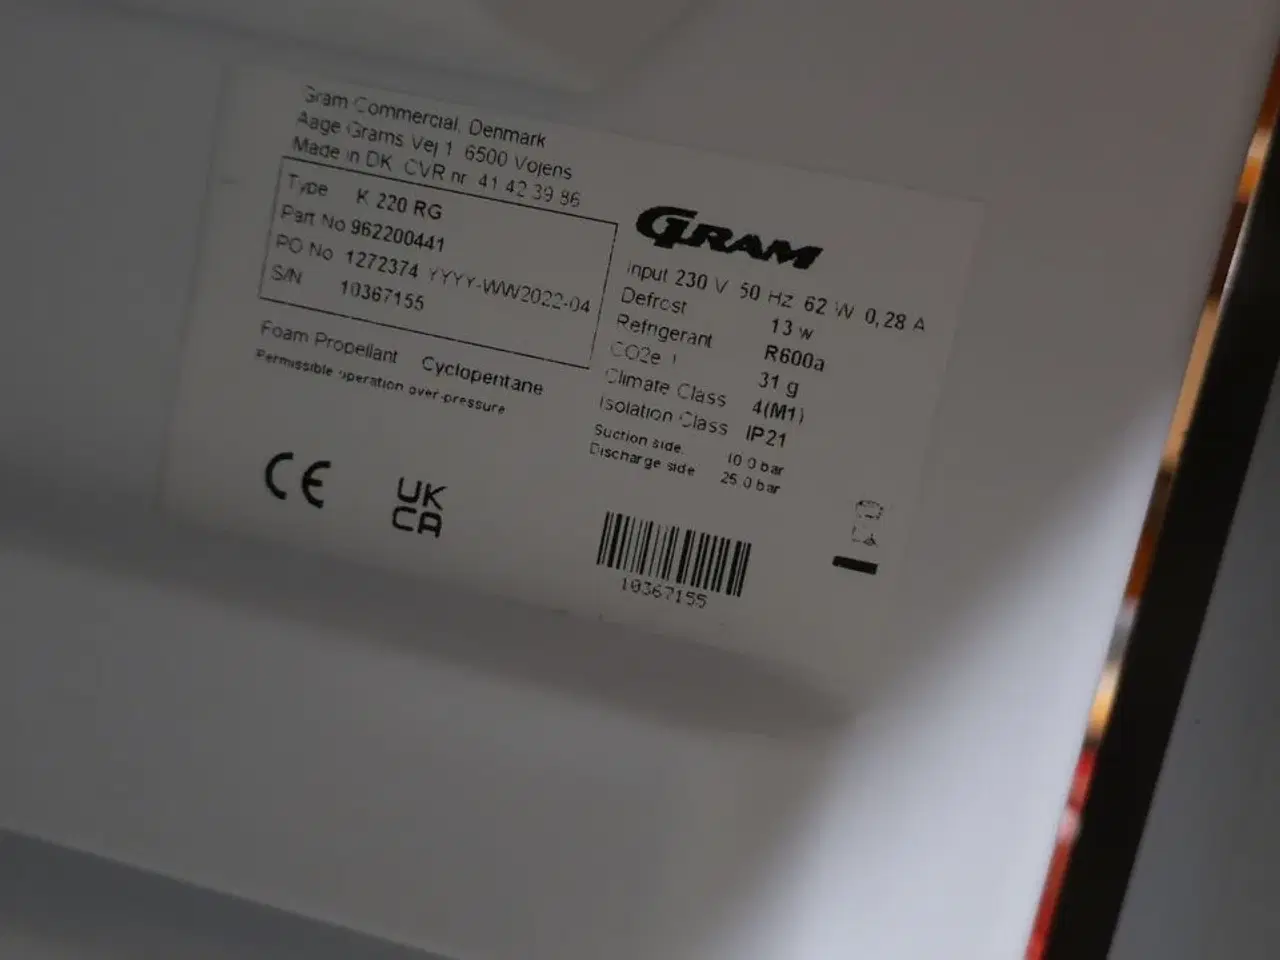 Gram Commercial, Denmark
Aage Grams Vej 1 6500 Vojens
Made in DK CVR nr. 41 42 39 86
Type K 220 RG
Part No 962200441
PO No 1272374 YYYY-WW2022-04
S/N 10367155
Foam Propellant Cyclopentane
Permissible operation over-pressure
CE
UK
CA
GRAM
Input 230 V 50 Hz 62 W 0,28 A
Defrost 13 w
Refrigerant R600a
CO2e 31 g
Climate Class 4(M1)
Isolation Class IP21
Suction side. 10.0 bar
Discharge side 25.0 bar
10367155